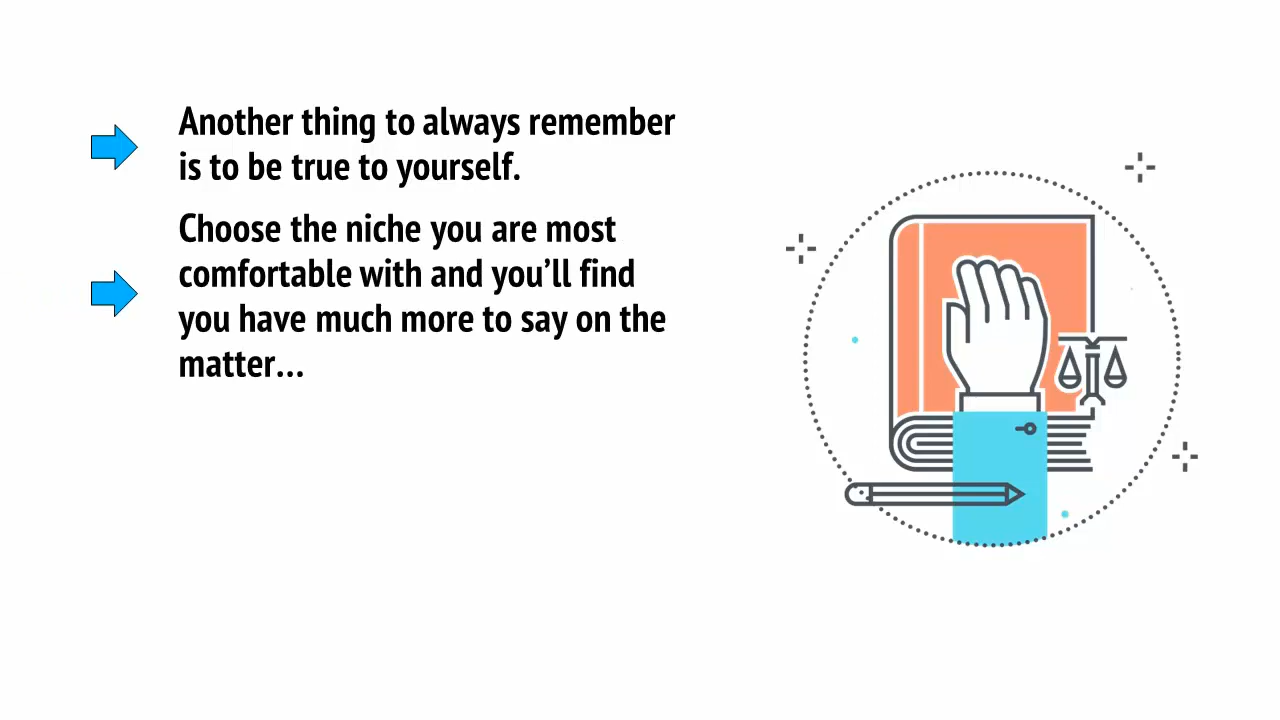 Another thing to always remember
is to be true to yourself.
Choose the niche you are most
comfortable with and you’ll find
you have much more to say on the
matter…